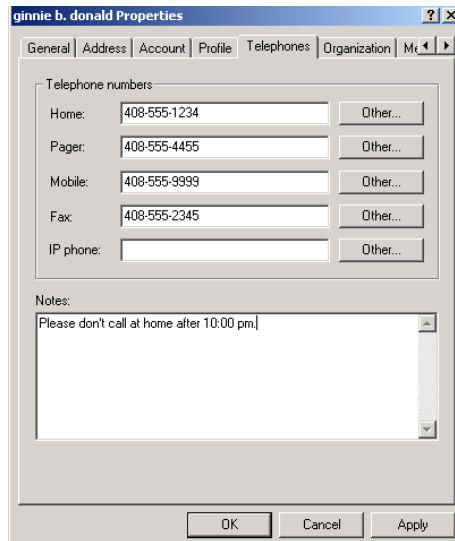 ginnie b. donald Properties
General Address Account Profile Telephones Organization Me
Telephone numbers
Home: 408-555-1234 Other...
Pager: 408-555-4455 Other...
Mobile: 408-555-9999 Other...
Fax: 408-555-2345 Other...
IP phone: Other...
Notes:
Please don't call at home after 10:00 pm.
OK Cancel Apply